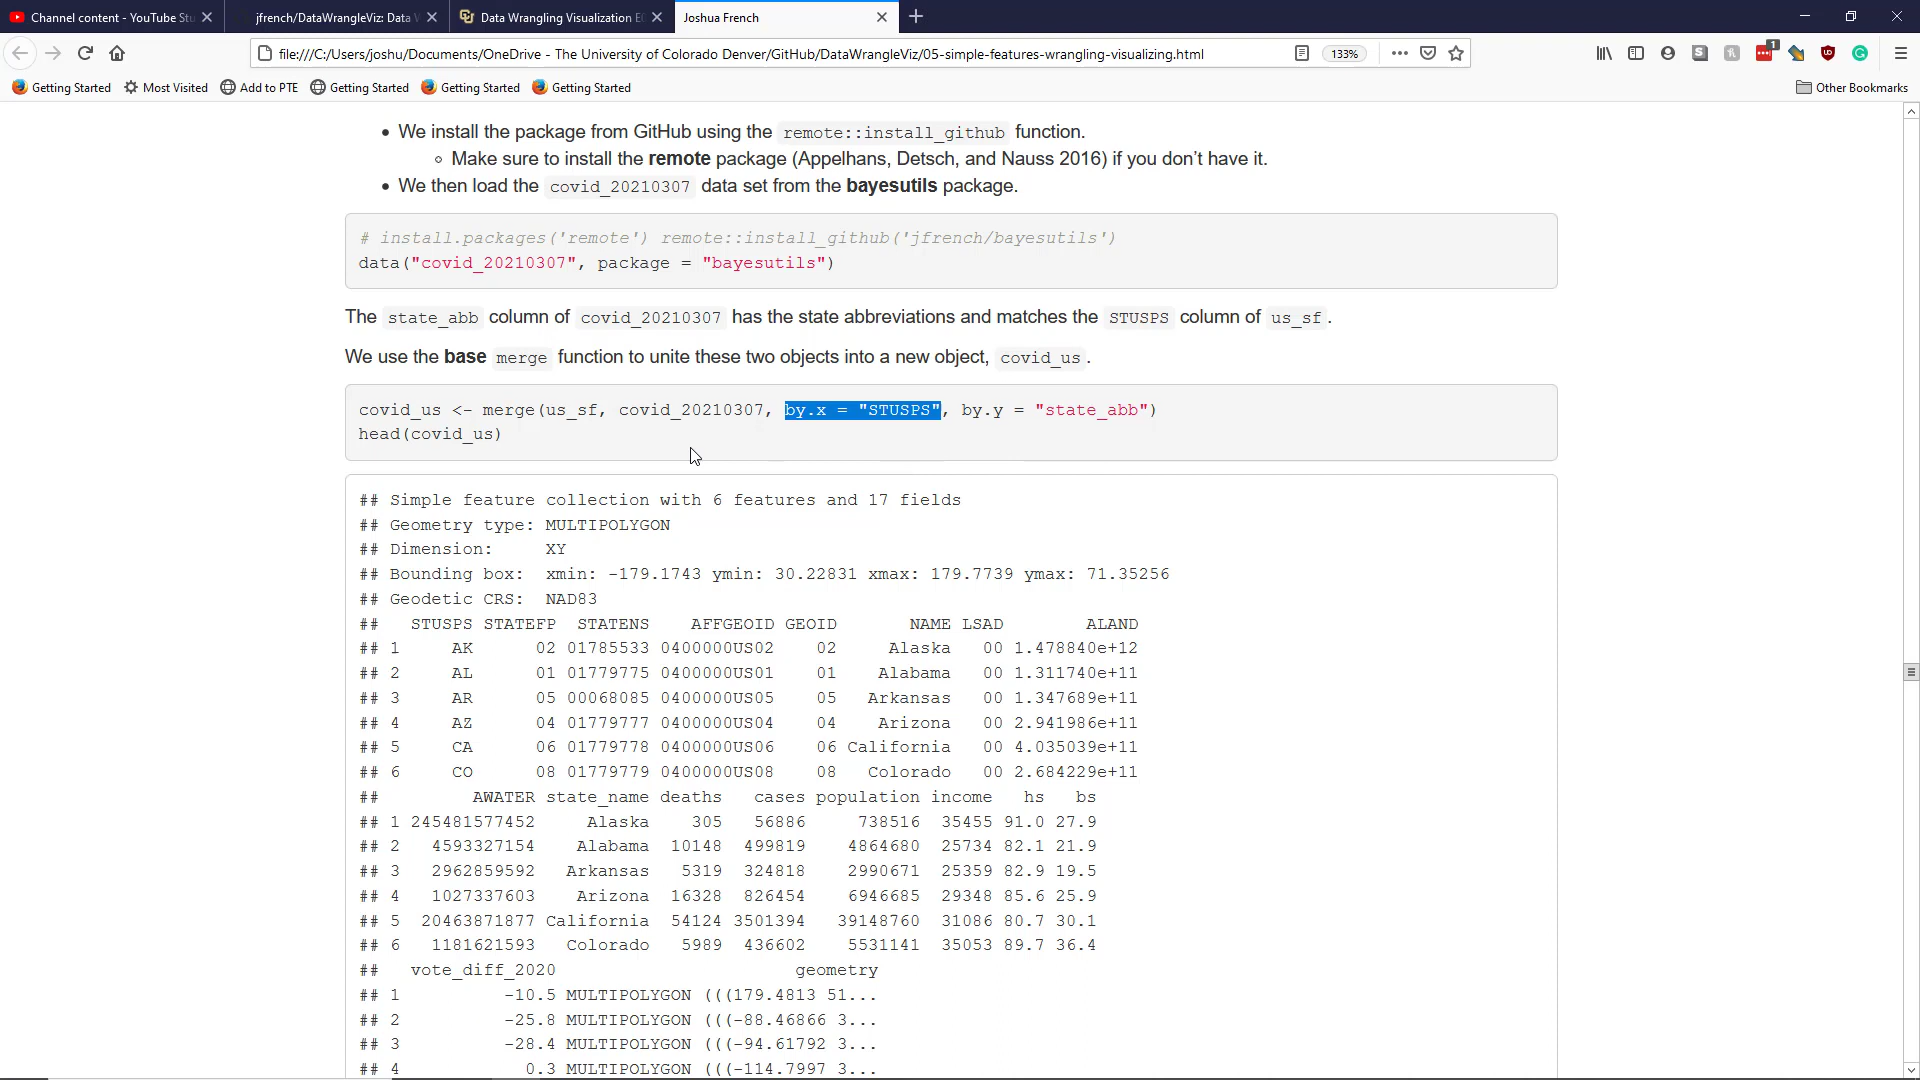 Channel content - YouTube Stu
jfrench/DataWrangleViz: Data W
Data Wrangling Visualization EC
Joshua French
file:///C:/Users/joshu/Documents/OneDrive - The University of Colorado Denver/GitHub/DataWrangleViz/05-simple-features-wrangling-visualizing.html
133%
1
Getting Started
Most Visited
Add to PTE
Getting Started
Getting Started
Getting Started
Other Bookmarks
• We install the package from GitHub using the remote::install_github function.
◦ Make sure to install the remote package (Appelhans, Detsch, and Nauss 2016) if you don’t have it.
• We then load the covid_20210307 data set from the bayesutils package.
# install.packages('remote') remote::install_github('jfrench/bayesutils')
data("covid_20210307", package = "bayesutils")
The state_abb column of covid_20210307 has the state abbreviations and matches the STUSPS column of us_sf.
We use the base merge function to unite these two objects into a new object, covid_us.
covid_us <- merge(us_sf, covid_20210307, by.x = "STUSPS", by.y = "state_abb")
head(covid_us)
## Simple feature collection with 6 features and 17 fields
## Geometry type: MULTIPOLYGON
## Dimension:     XY
## Bounding box:  xmin: -179.1743 ymin: 30.22831 xmax: 179.7739 ymax: 71.35256
## Geodetic CRS:  NAD83
##   STUSPS STATEFP  STATENS    AFFGEOID GEOID       NAME LSAD        ALAND
## 1     AK      02 01785533 0400000US02    02     Alaska   00 1.478840e+12
## 2     AL      01 01779775 0400000US01    01    Alabama   00 1.311740e+11
## 3     AR      05 00068085 0400000US05    05   Arkansas   00 1.347689e+11
## 4     AZ      04 01779777 0400000US04    04    Arizona   00 2.941986e+11
## 5     CA      06 01779778 0400000US06    06 California   00 4.035039e+11
## 6     CO      08 01779779 0400000US08    08   Colorado   00 2.684229e+11
##         AWATER state_name deaths   cases population income   hs   bs
## 1 245481577452     Alaska    305   56886     738516  35455 91.0 27.9
## 2   4593327154    Alabama  10148  499819    4864680  25734 82.1 21.9
## 3   2962859592   Arkansas   5319  324818    2990671  25359 82.9 19.5
## 4   1027337603    Arizona  16328  826454    6946685  29348 85.6 25.9
## 5  20463871877 California  54124 3501394   39148760  31086 80.7 30.1
## 6   1181621593   Colorado   5989  436602    5531141  35053 89.7 36.4
##   vote_diff_2020                       geometry
## 1          -10.5 MULTIPOLYGON (((179.4813 51...
## 2          -25.8 MULTIPOLYGON (((-88.46866 3...
## 3          -28.4 MULTIPOLYGON (((-94.61792 3...
## 4            0.3 MULTIPOLYGON (((-114.7997 3...